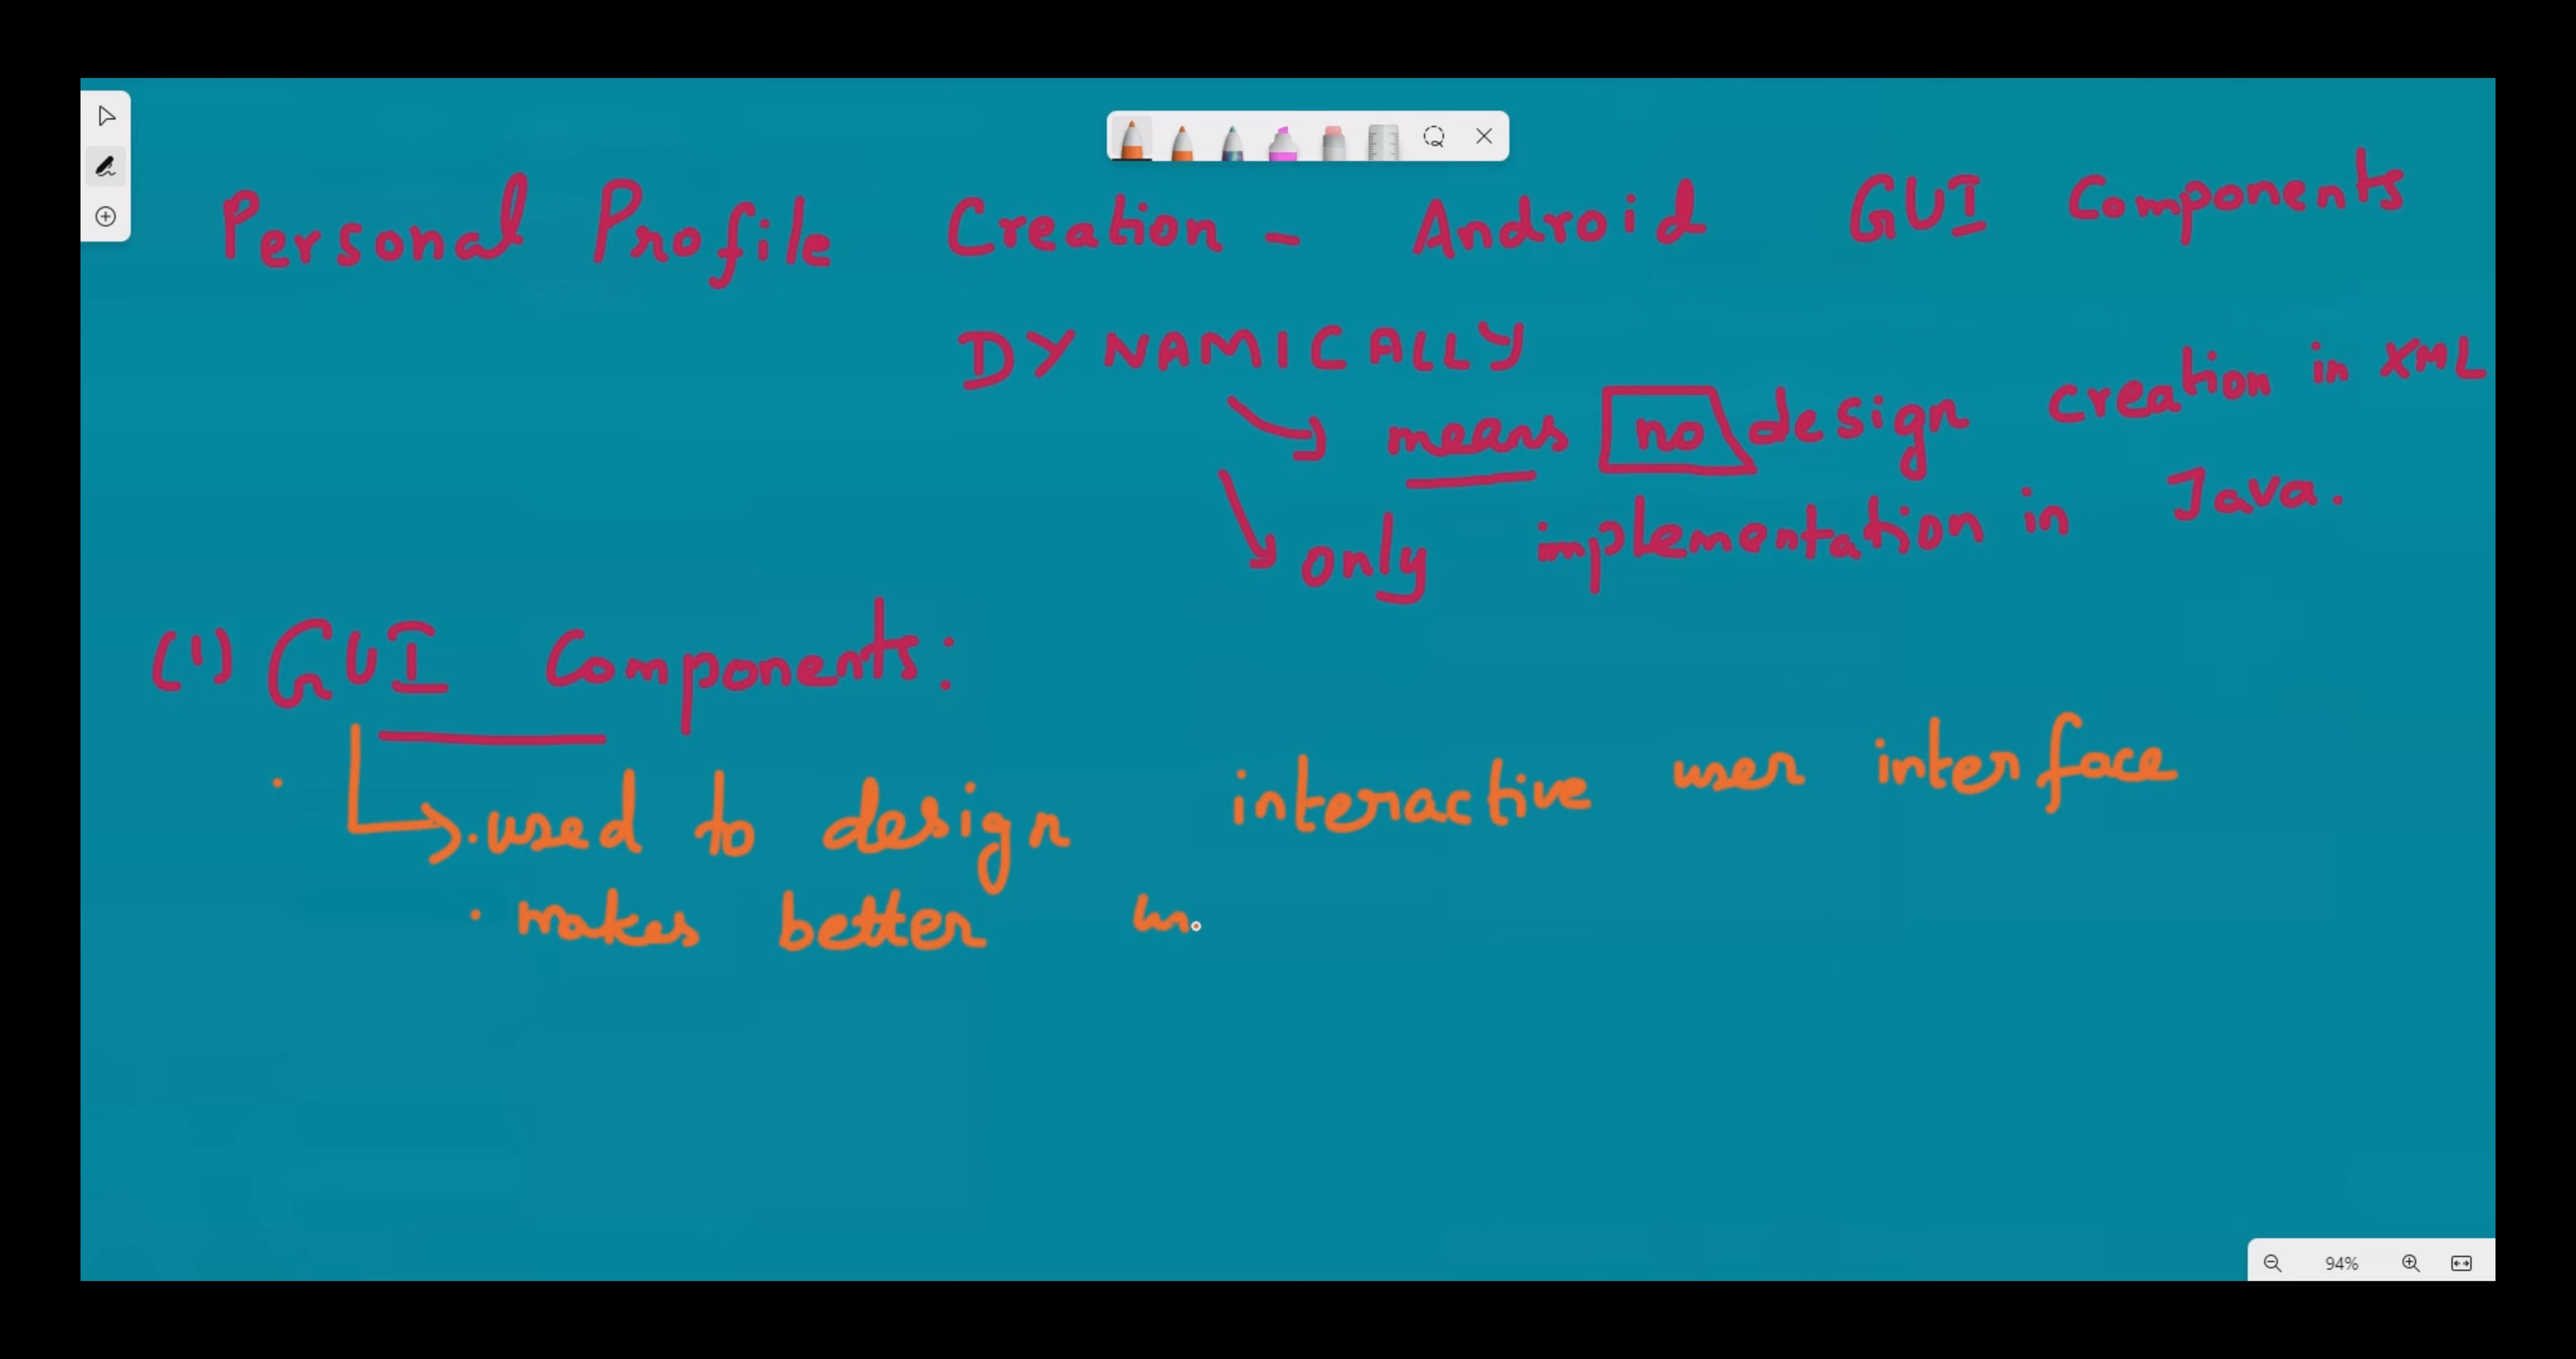 Personal Profile Creation - Android GUI Components
DYNAMICALLY
means no design creation in XML
only implementation in Java.
(1) GUI Components:
. used to design interactive user interface
. makes better
94%